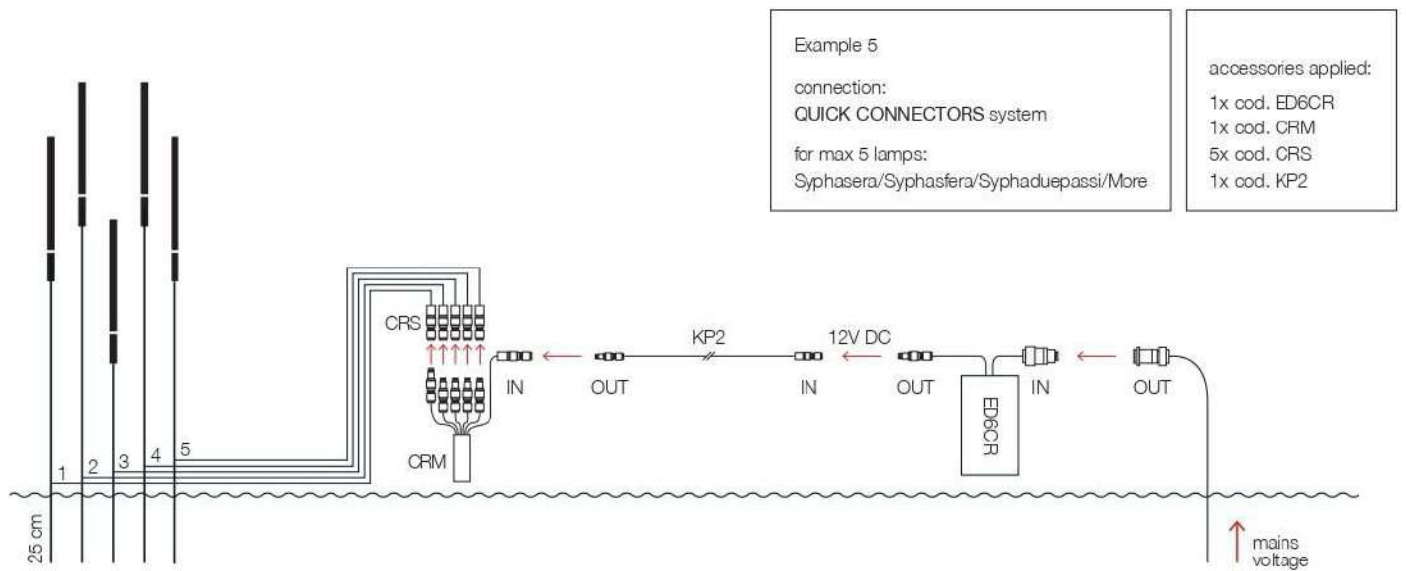 Example 5
connection:
QUICK CONNECTORS system
for max 5 lamps:
Syphasera/Syphasfera/Syphaduepassi/More
accessories applied:
1x cod. ED6CR
1x cod. CRM
5x cod. CRS
1x cod. KP2
CRS
KP2
12V DC
IN
OUT
IN
OUT
IN
OUT
ED6CR
CRM
1
2
3
4
5
25 cm
mains
voltage